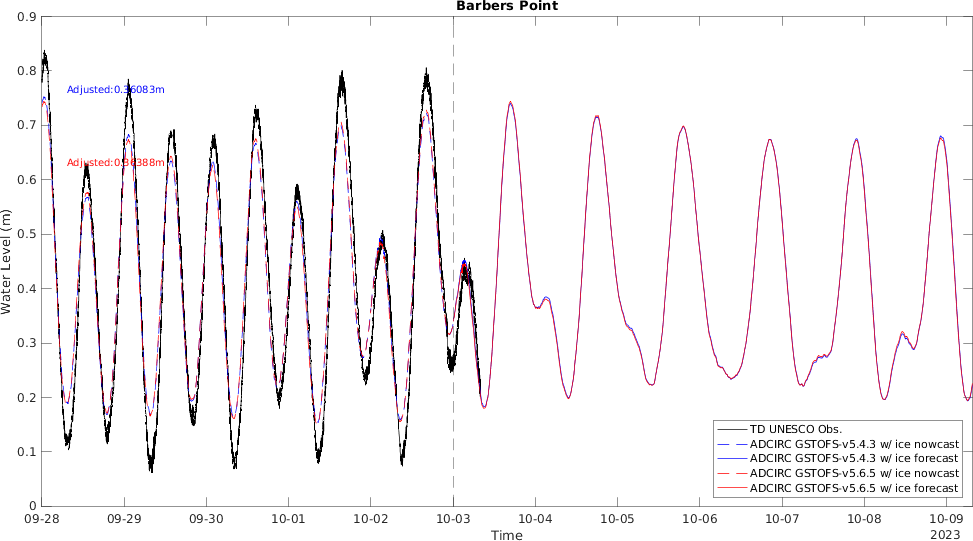 Barbers Point
0.9
0.8
0.7
0.6
0.5
0.4
0.3
0.2
0.1
0
Water Level (m)
Adjusted:0.36083m
Adjusted:0.36388m
TD UNESCO Obs.
ADCIRC GSTOFS-v5.4.3 w/ ice nowcast
ADCIRC GSTOFS-v5.4.3 w/ ice forecast
ADCIRC GSTOFS-v5.6.5 w/ ice nowcast
ADCIRC GSTOFS-v5.6.5 w/ ice forecast
09-28 09-29 09-30 10-01 10-02 10-03 10-04 10-05 10-06 10-07 10-08 10-09
2023
Time